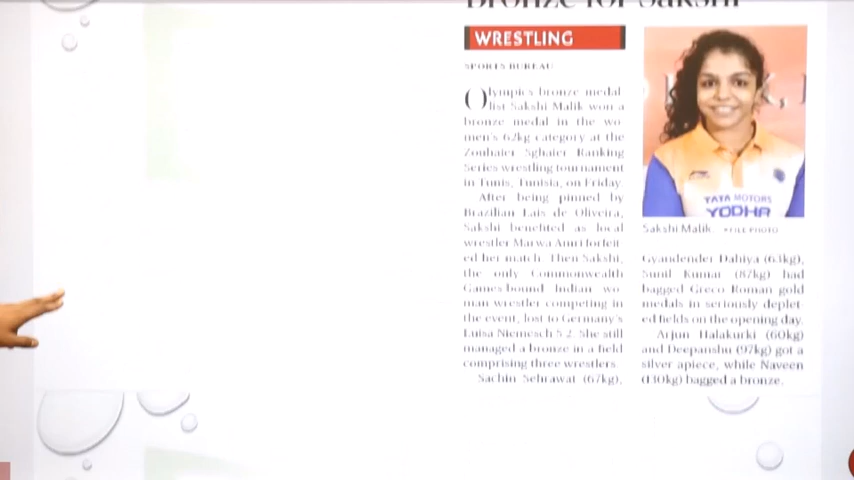 Bronze for Sakshi
WRESTLING
SPORTS BUREAU
Olympics bronze medal-
list Sakshi Malik won a
bronze medal in the wo-
men's 62kg category at the
Zouhaier Sghaier Ranking
Series wrestling tournament
in Tunis, Tunisia, on Friday.
After being pinned by
Brazilian Lais de Oliveira,
Sakshi benefited as local
wrestler Marwa Amri forfeit-
ed her match. Then Sakshi,
the only Commonwealth
Games-bound Indian wo-
man wrestler competing in
the event, lost to Germany's
Luisa Niemesch 5-2. She still
managed a bronze in a field
comprising three wrestlers.
Sachin Sehrawat (67kg),
TATA MOTORS
YODHA
Sakshi Malik. • FILE PHOTO
Gyandender Dahiya (63kg),
Sunil Kumar (87kg) had
bagged Greco Roman gold
medals in seriously deplet-
ed fields on the opening day.
Arjun Halakurki (60kg)
and Deepanshu (97kg) got a
silver apiece, while Naveen
(130kg) bagged a bronze.